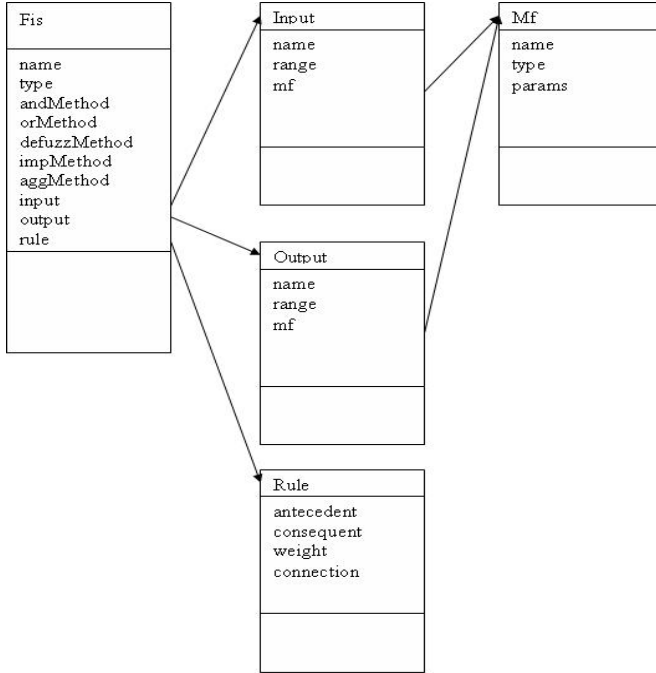 Fis
name
type
andMethod
orMethod
defuzzMethod
impMethod
aggMethod
input
output
rule
Input
name
range
mf
Mf
name
type
params
Output
name
range
mf
Rule
antecedent
consequent
weight
connection